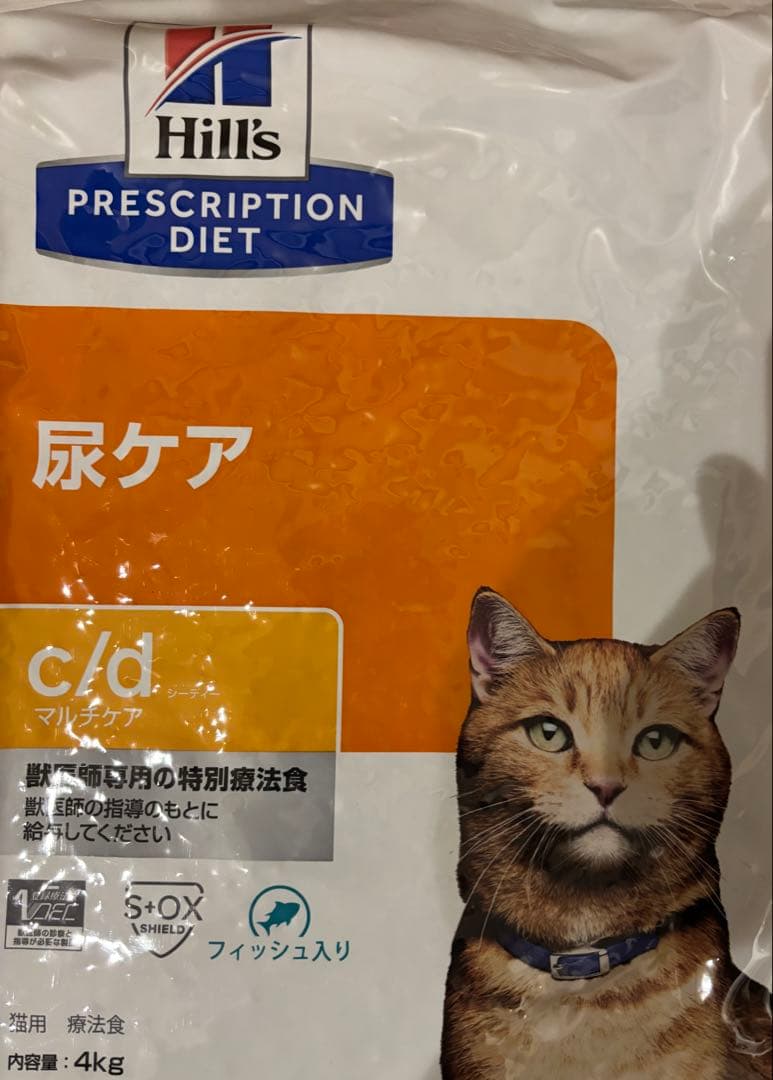 Hill's
PRESCRIPTION
DIET
尿ケア
c/d シーディー
マルチケア
獣医師専用の特別療法食
獣医師の指導のもとに
給与してください
S+OX
SHIELD
フィッシュ入り
猫用 療法食
内容量：4kg